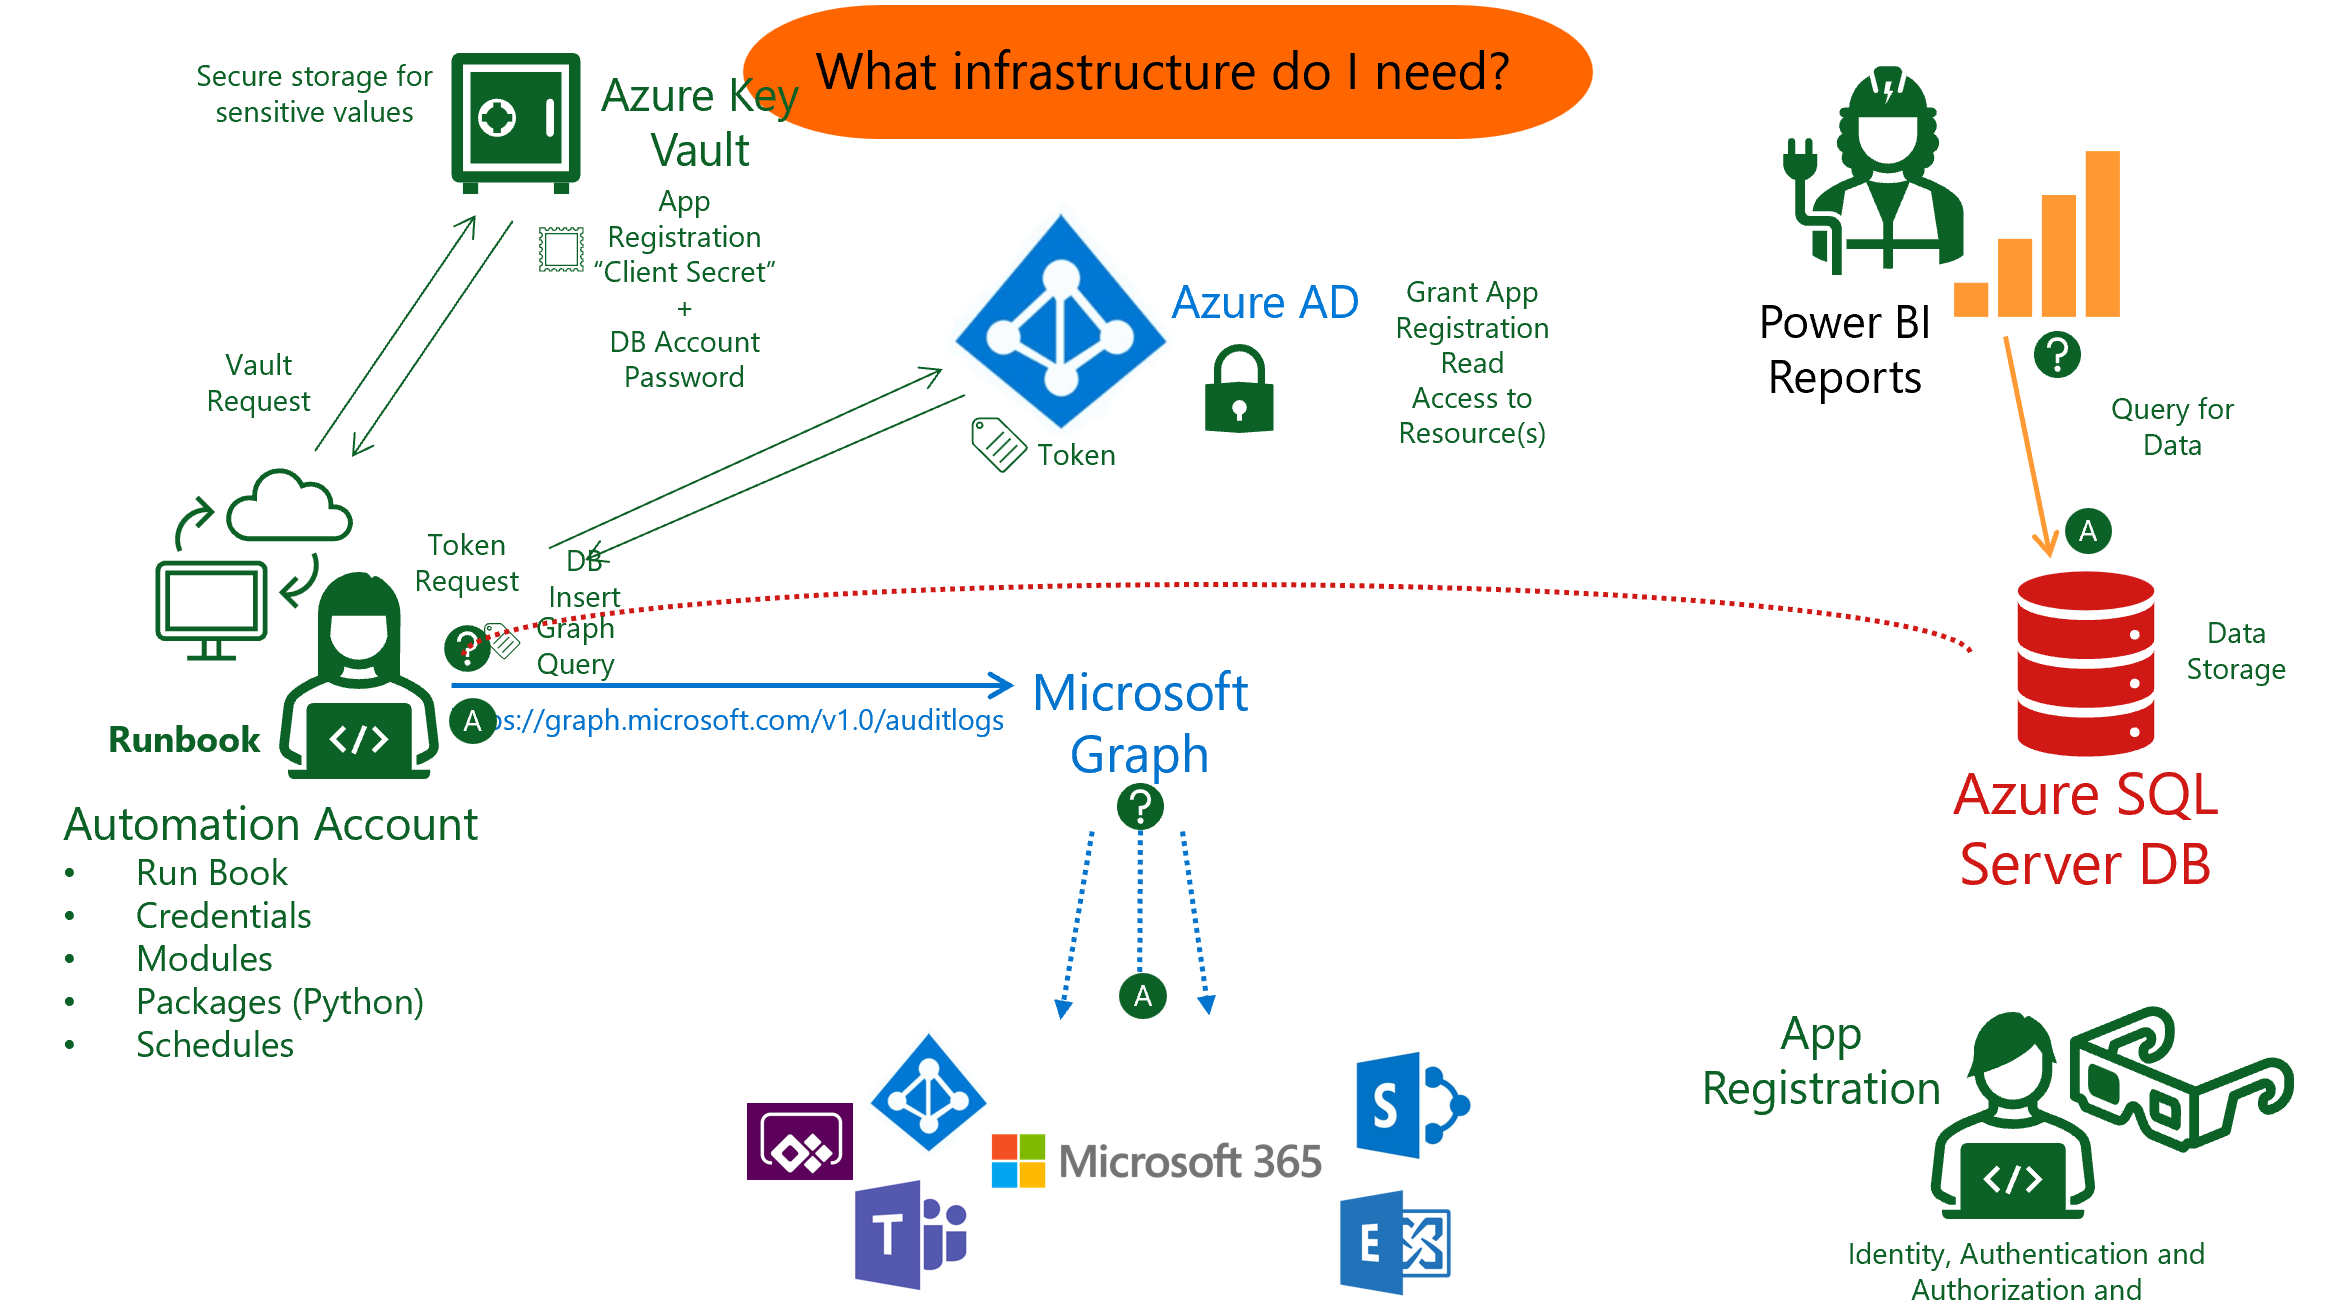 What infrastructure do I need?
Secure storage for
sensitive values
Azure Key
Vault
App
Registration
“Client Secret”
+
DB Account
Password
Vault
Request
Azure AD
Grant App
Registration
Read
Access to
Resource(s)
Token
Power BI
Reports
?
Query for
Data
A
Data
Storage
Azure SQL
Server DB
Token
Request
DB
Insert
?
Graph
Query
A
ps://graph.microsoft.com/v1.0/auditlogs
Microsoft
Graph
?
A
Runbook
</>
Automation Account
• Run Book
• Credentials
• Modules
• Packages (Python)
• Schedules
Microsoft 365
S
T
E
App
Registration
</>
Identity, Authentication and
Authorization and